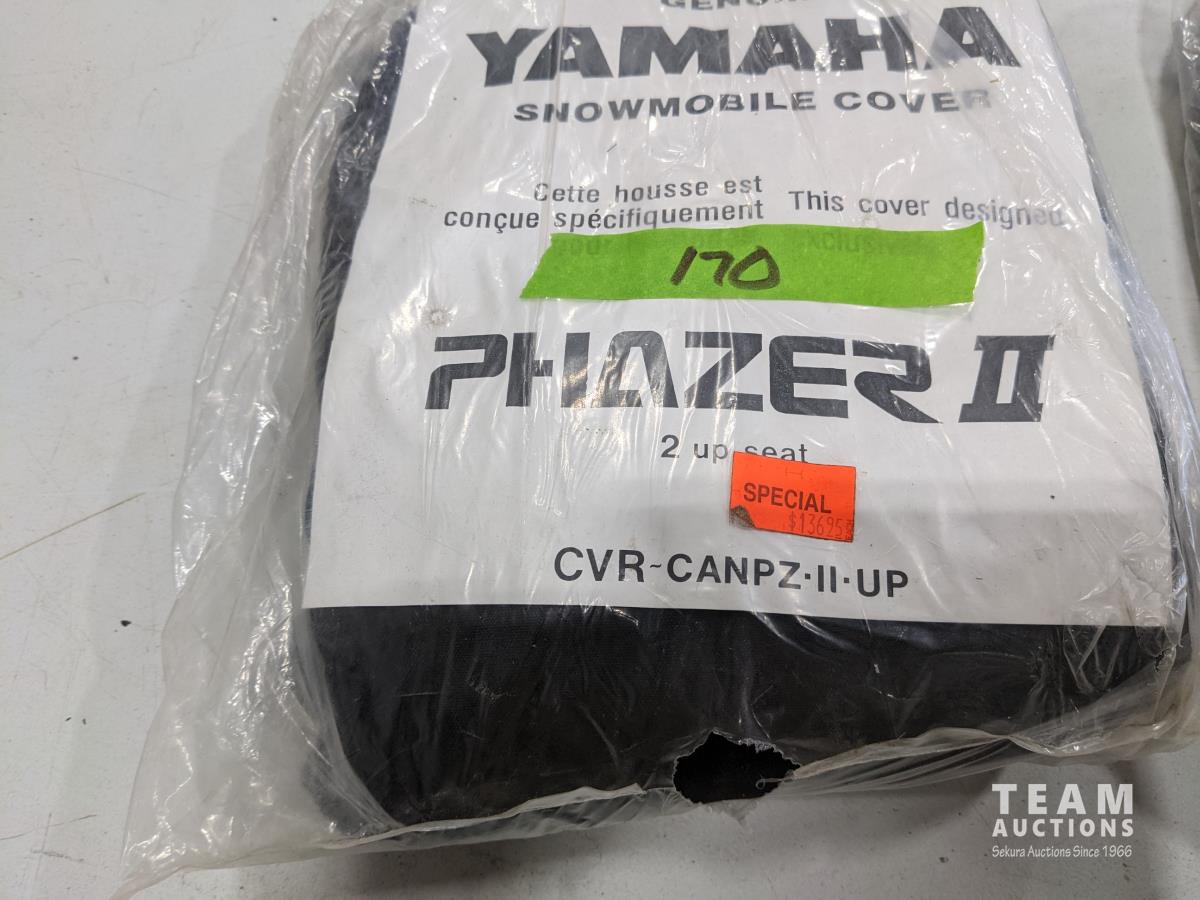 YAMAHA
SNOWMOBILE COVER
Cette housse est
conçue spécifiquement
This cover designed
170
PHAZER II
2 up seat
SPECIAL
$13695
CVR~CANPZ·II·UP
TEAM
AUCTIONS
Sekura Auctions Since 1966